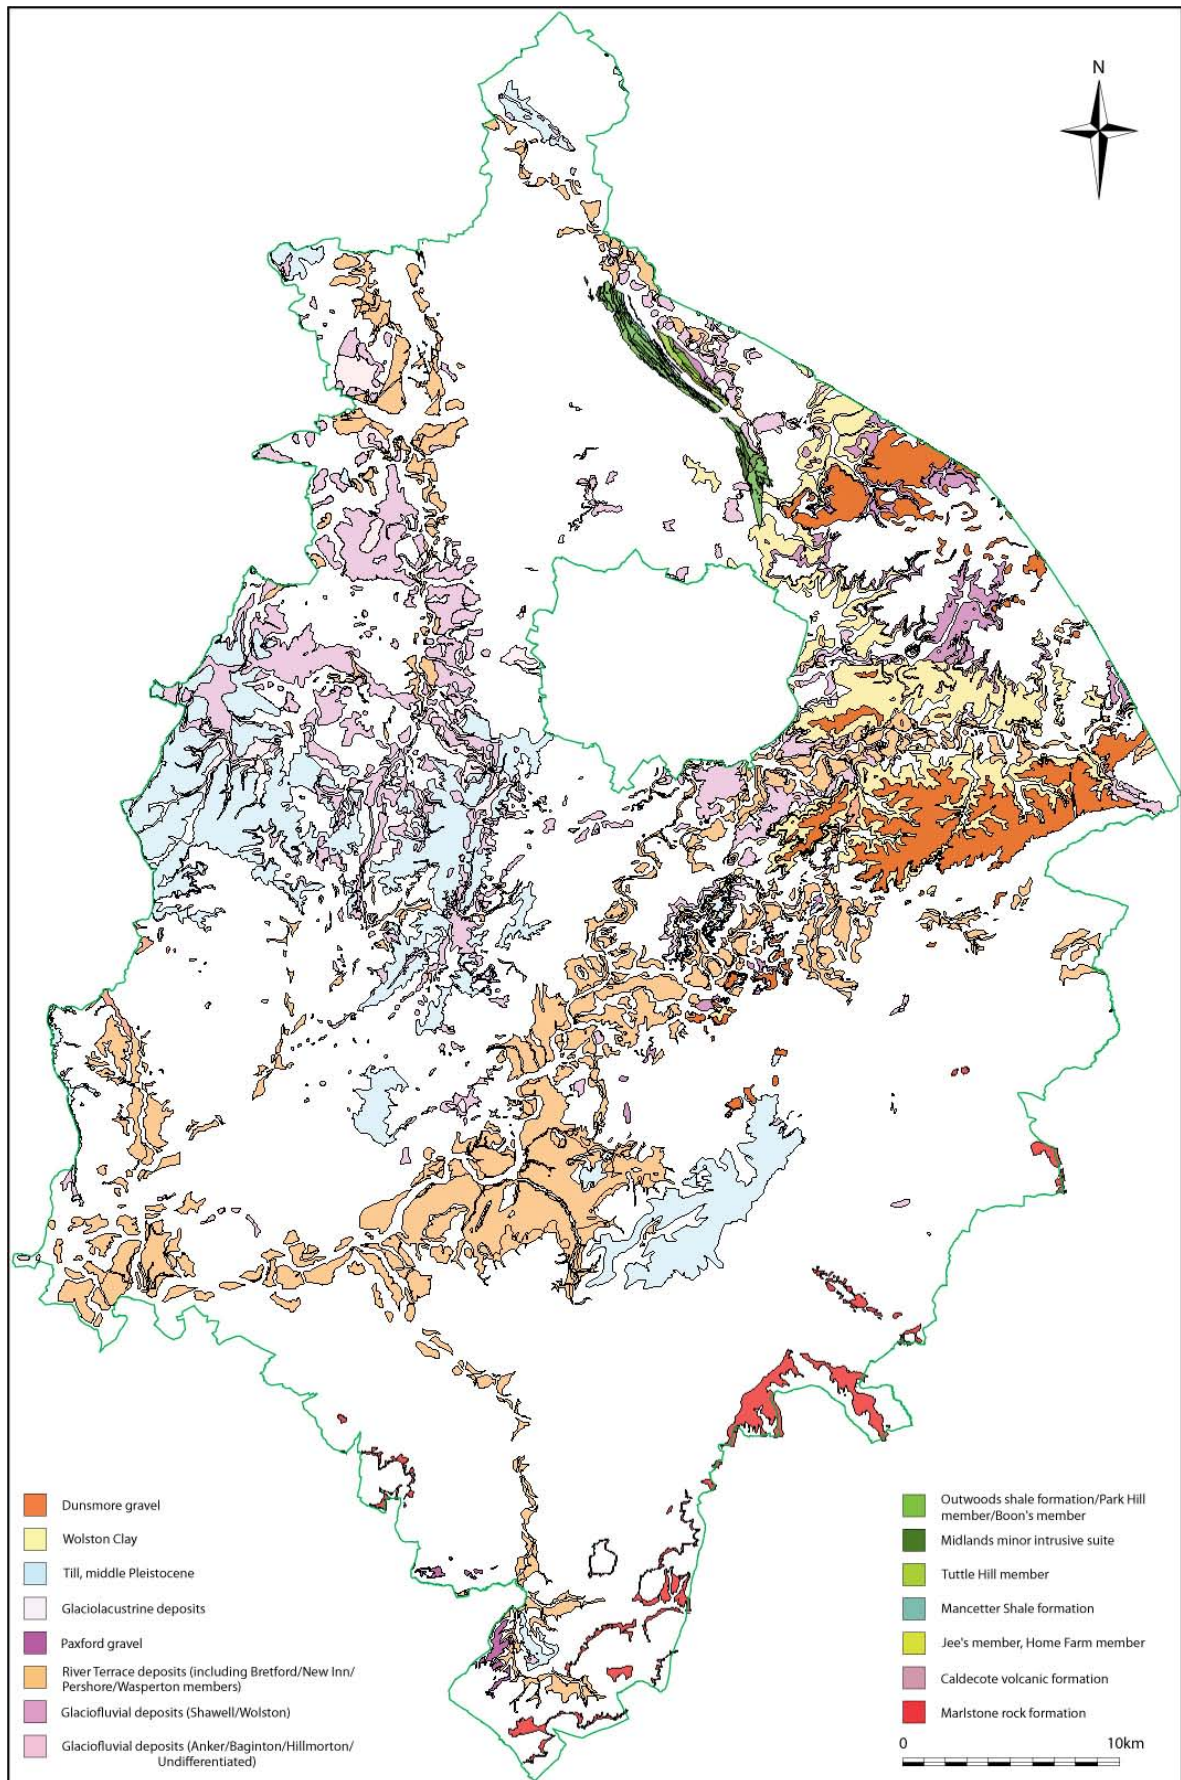 N
Dunsmore gravel
Wolston Clay
Till, middle Pleistocene
Glaciolacustrine deposits
Paxford gravel
River Terrace deposits (including Bretford/New Inn/
Pershore/Wasperton members)
Glaciofluvial deposits (Shawell/Wolston)
Glaciofluvial deposits (Anker/Baginton/Hillmorton/
Undifferentiated)
Outwoods shale formation/Park Hill
member/Boon's member
Midlands minor intrusive suite
Tuttle Hill member
Mancetter Shale formation
Jee's member, Home Farm member
Caldecote volcanic formation
Marlstone rock formation
0 10km